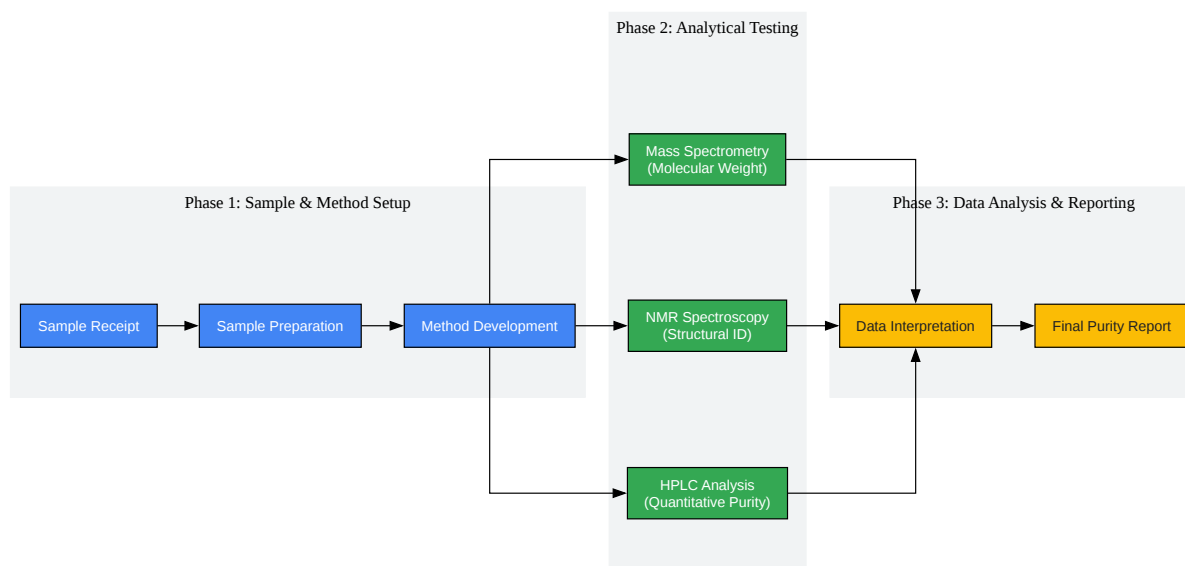 Phase 2: Analytical Testing
Mass Spectrometry
(Molecular Weight)
Phase 1: Sample & Method Setup
Phase 3: Data Analysis & Reporting
Sample Receipt
Sample Preparation
Method Development
NMR Spectroscopy
(Structural ID)
Data Interpretation
Final Purity Report
HPLC Analysis
(Quantitative Purity)